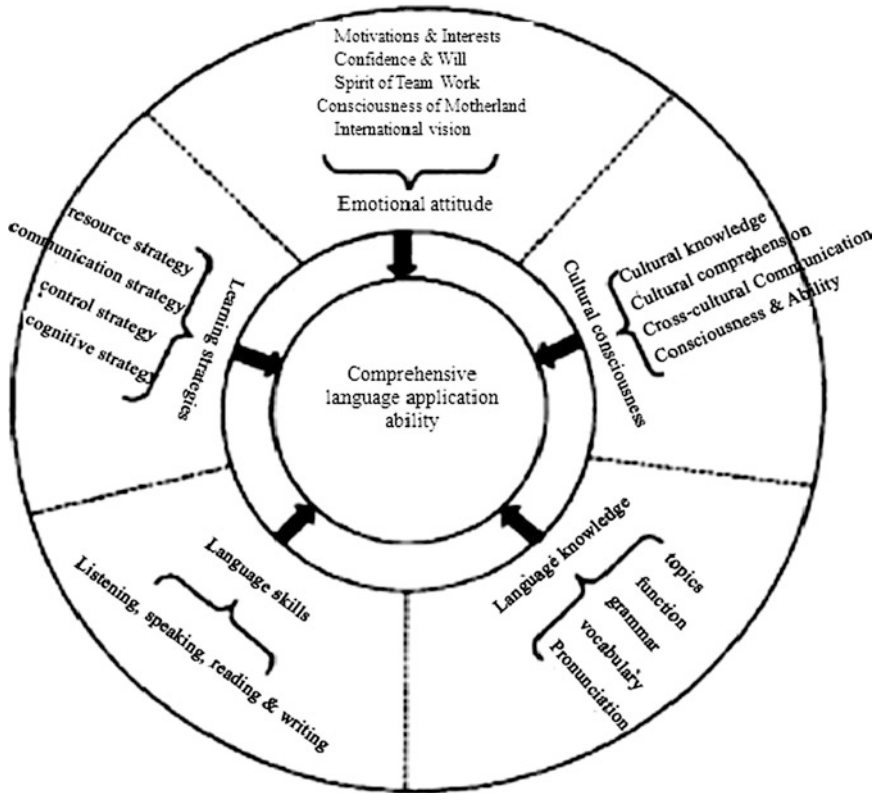 Motivations & Interests
Confidence & Will
Spirit of Team Work
Consciousness of Motherland
International vision
Emotional attitude
resource strategy
communication strategy
control strategy
cognitive strategy
Learning strategies
Cultural consciousness
Cultural knowledge
Cultural comprehension
Cross-cultural Communication
Consciousness & Ability
Comprehensive
language application
ability
Language skills
Listening, speaking, reading & writing
Language knowledge
topics
function
grammar
vocabulary
Pronunciation